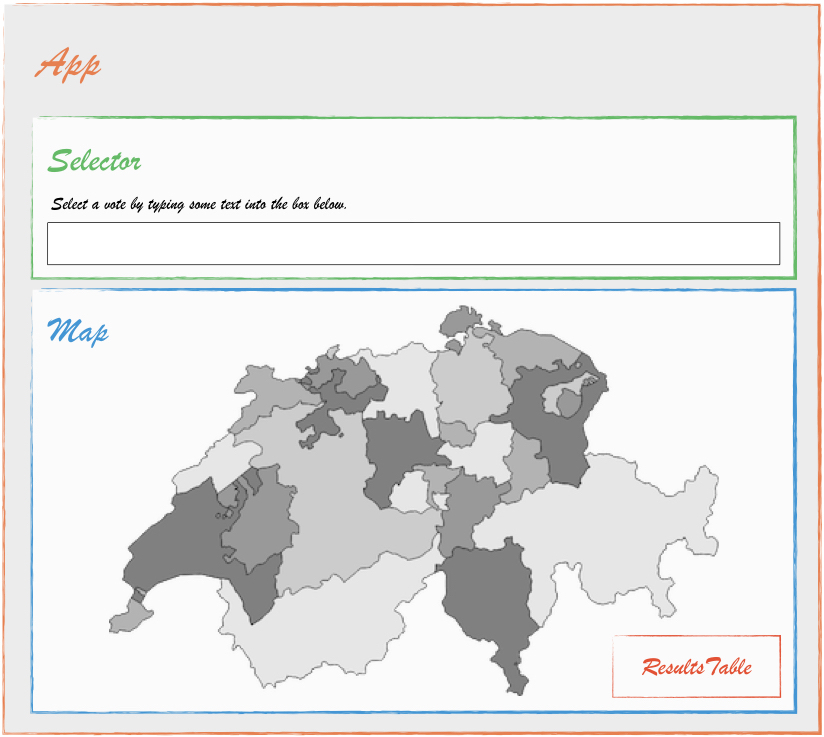 App
Selector
Select a vote by typing some text into the box below.
Map
ResultsTable